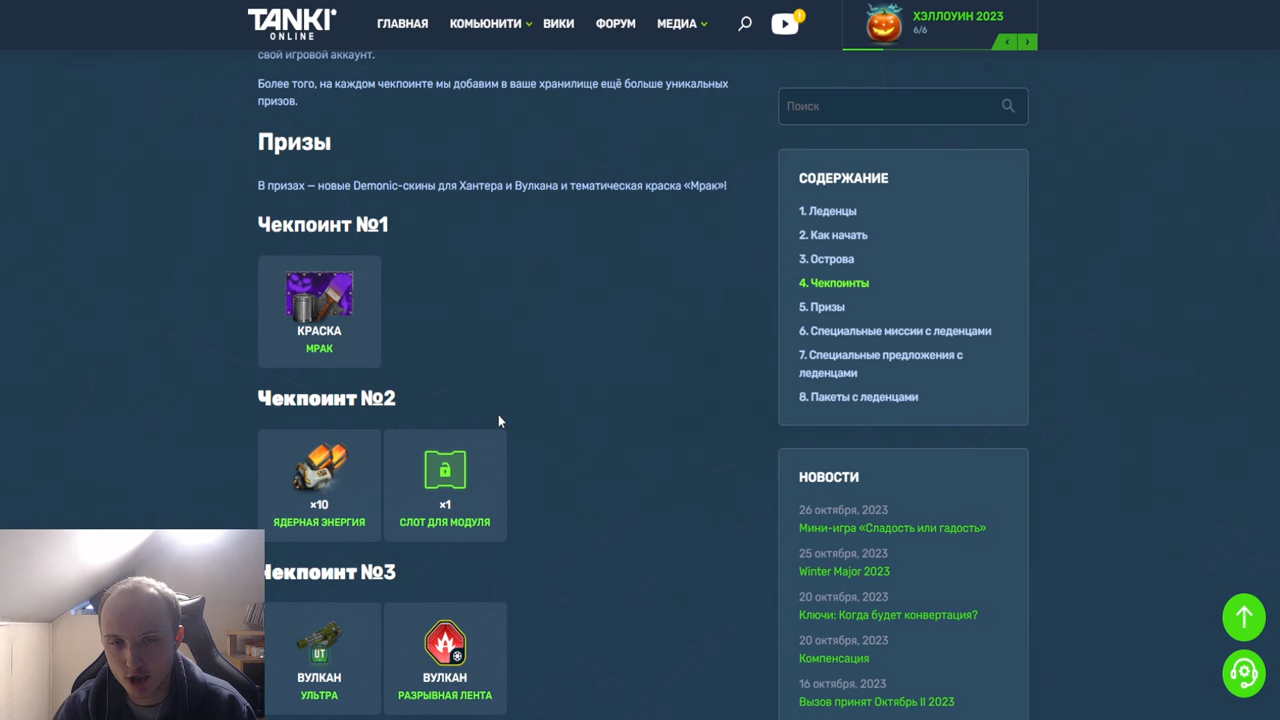 TANKI
ONLINE
ГЛАВНАЯ
КОМЬЮНИТИ
ВИКИ
ФОРУМ
МЕДИА
1
ХЭЛЛОУИН 2023
6/6
свой игровой аккаунт.
Более того, на каждом чекпоинте мы добавим в ваше хранилище ещё больше уникальных
призов.
Призы
В призах — новые Demonic-скины для Хантера и Вулкана и тематическая краска «Мрак»!
Чекпоинт №1
КРАСКА
МРАК
Чекпоинт №2
×10
ЯДЕРНАЯ ЭНЕРГИЯ
×1
СЛОТ ДЛЯ МОДУЛЯ
Чекпоинт №3
UT
ВУЛКАН
УЛЬТРА
ВУЛКАН
РАЗРЫВНАЯ ЛЕНТА
Поиск
СОДЕРЖАНИЕ
1. Леденцы
2. Как начать
3. Острова
4. Чекпоинты
5. Призы
6. Специальные миссии с леденцами
7. Специальные предложения с
леденцами
8. Пакеты с леденцами
НОВОСТИ
26 октября, 2023
Мини-игра «Сладость или гадость»
25 октября, 2023
Winter Major 2023
20 октября, 2023
Ключи: Когда будет конвертация?
20 октября, 2023
Компенсация
16 октября, 2023
Вызов принят Октябрь II 2023